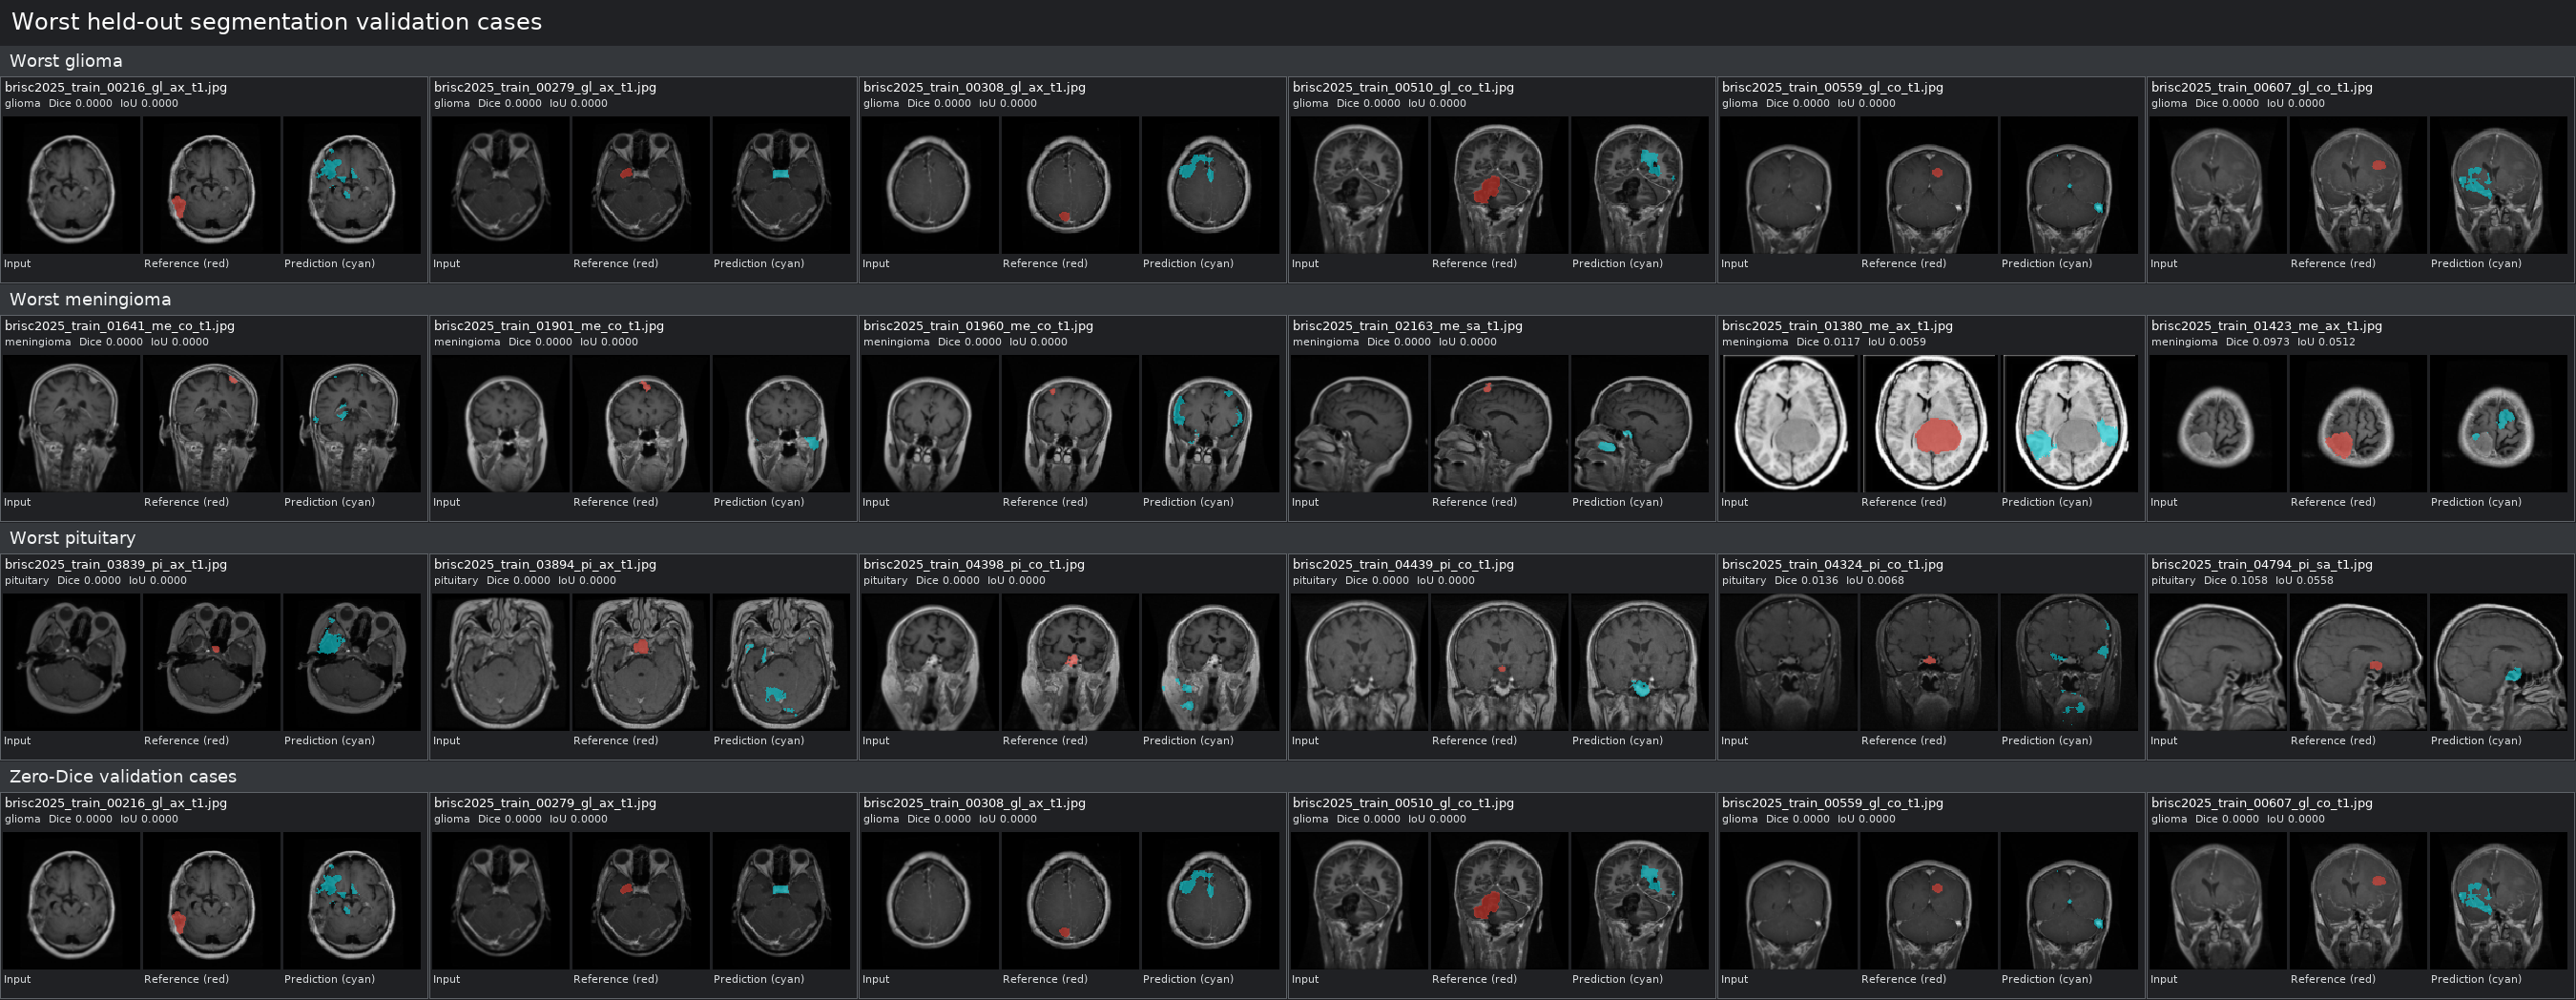 Worst held-out segmentation validation cases
Worst glioma
brisc2025_train_00216_gl_ax_t1.jpg
glioma Dice 0.0000 IoU 0.0000
Input Reference (red) Prediction (cyan)
brisc2025_train_00279_gl_ax_t1.jpg
glioma Dice 0.0000 IoU 0.0000
Input Reference (red) Prediction (cyan)
brisc2025_train_00308_gl_ax_t1.jpg
glioma Dice 0.0000 IoU 0.0000
Input Reference (red) Prediction (cyan)
brisc2025_train_00510_gl_co_t1.jpg
glioma Dice 0.0000 IoU 0.0000
Input Reference (red) Prediction (cyan)
brisc2025_train_00559_gl_co_t1.jpg
glioma Dice 0.0000 IoU 0.0000
Input Reference (red) Prediction (cyan)
brisc2025_train_00607_gl_co_t1.jpg
glioma Dice 0.0000 IoU 0.0000
Input Reference (red) Prediction (cyan)
Worst meningioma
brisc2025_train_01641_me_co_t1.jpg
meningioma Dice 0.0000 IoU 0.0000
Input Reference (red) Prediction (cyan)
brisc2025_train_01901_me_co_t1.jpg
meningioma Dice 0.0000 IoU 0.0000
Input Reference (red) Prediction (cyan)
brisc2025_train_01960_me_co_t1.jpg
meningioma Dice 0.0000 IoU 0.0000
Input Reference (red) Prediction (cyan)
brisc2025_train_02163_me_sa_t1.jpg
meningioma Dice 0.0000 IoU 0.0000
Input Reference (red) Prediction (cyan)
brisc2025_train_01380_me_ax_t1.jpg
meningioma Dice 0.0117 IoU 0.0059
Input Reference (red) Prediction (cyan)
brisc2025_train_01423_me_ax_t1.jpg
meningioma Dice 0.0973 IoU 0.0512
Input Reference (red) Prediction (cyan)
Worst pituitary
brisc2025_train_03839_pi_ax_t1.jpg
pituitary Dice 0.0000 IoU 0.0000
Input Reference (red) Prediction (cyan)
brisc2025_train_03894_pi_ax_t1.jpg
pituitary Dice 0.0000 IoU 0.0000
Input Reference (red) Prediction (cyan)
brisc2025_train_04398_pi_co_t1.jpg
pituitary Dice 0.0000 IoU 0.0000
Input Reference (red) Prediction (cyan)
brisc2025_train_04439_pi_co_t1.jpg
pituitary Dice 0.0000 IoU 0.0000
Input Reference (red) Prediction (cyan)
brisc2025_train_04324_pi_co_t1.jpg
pituitary Dice 0.0136 IoU 0.0068
Input Reference (red) Prediction (cyan)
brisc2025_train_04794_pi_sa_t1.jpg
pituitary Dice 0.1058 IoU 0.0558
Input Reference (red) Prediction (cyan)
Zero-Dice validation cases
brisc2025_train_00216_gl_ax_t1.jpg
glioma Dice 0.0000 IoU 0.0000
Input Reference (red) Prediction (cyan)
brisc2025_train_00279_gl_ax_t1.jpg
glioma Dice 0.0000 IoU 0.0000
Input Reference (red) Prediction (cyan)
brisc2025_train_00308_gl_ax_t1.jpg
glioma Dice 0.0000 IoU 0.0000
Input Reference (red) Prediction (cyan)
brisc2025_train_00510_gl_co_t1.jpg
glioma Dice 0.0000 IoU 0.0000
Input Reference (red) Prediction (cyan)
brisc2025_train_00559_gl_co_t1.jpg
glioma Dice 0.0000 IoU 0.0000
Input Reference (red) Prediction (cyan)
brisc2025_train_00607_gl_co_t1.jpg
glioma Dice 0.0000 IoU 0.0000
Input Reference (red) Prediction (cyan)